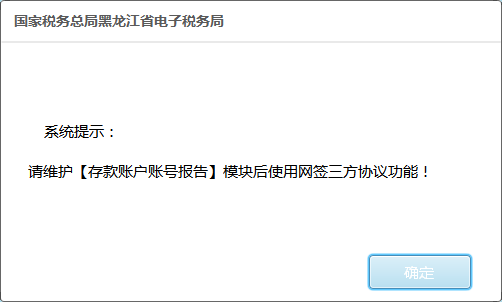 国家税务总局黑龙江省电子税务局
系统提示：
请维护【存款账户账号报告】模块后使用网签三方协议功能！
确定